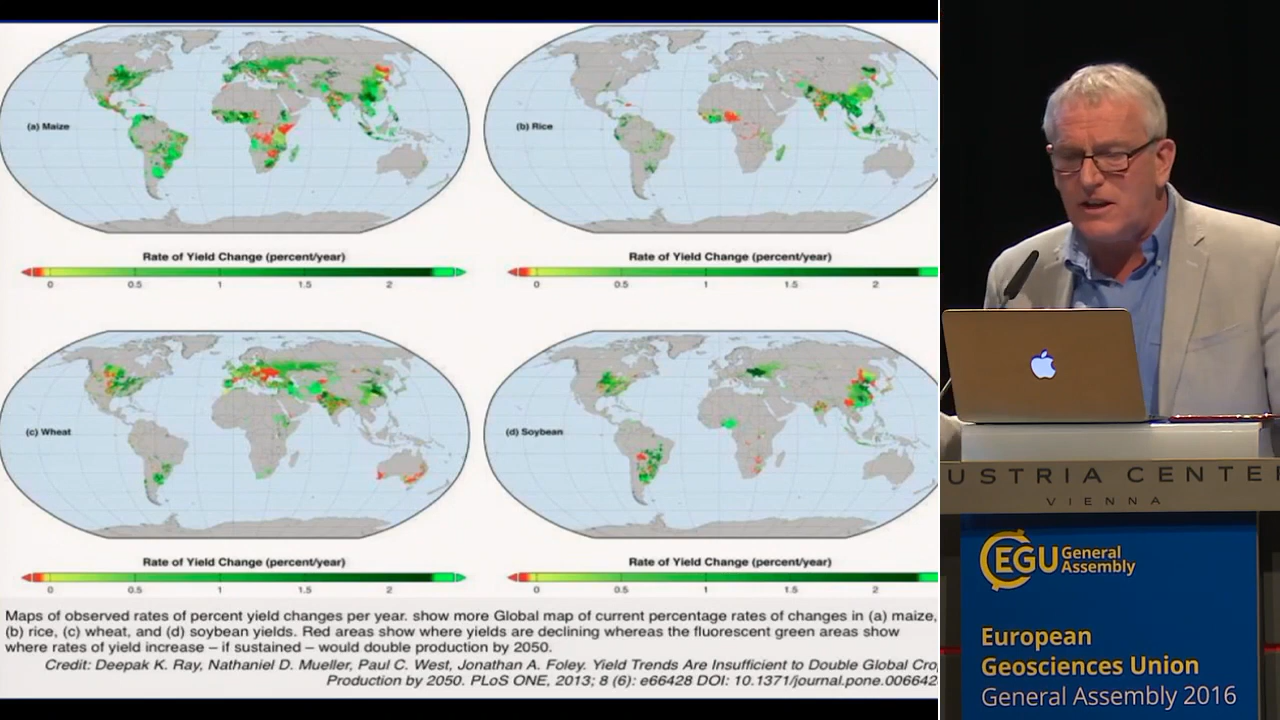 (a) Maize
(b) Rice
Rate of Yield Change (percent/year)
Rate of Yield Change (percent/year)
0 0.5 1 1.5 2
0 0.5 1 1.5 2
(c) Wheat
(d) Soybean
Rate of Yield Change (percent/year)
Rate of Yield Change (percent/year)
0 0.5 1 1.5 2
0 0.5 1 1.5 2
Maps of observed rates of percent yield changes per year. show more Global map of current percentage rates of changes in (a) maize,
(b) rice, (c) wheat, and (d) soybean yields. Red areas show where yields are declining whereas the fluorescent green areas show
where rates of yield increase – if sustained – would double production by 2050.
Credit: Deepak K. Ray, Nathaniel D. Mueller, Paul C. West, Jonathan A. Foley. Yield Trends Are Insufficient to Double Global Cro
Production by 2050. PLoS ONE, 2013; 8 (6): e66428 DOI: 10.1371/journal.pone.006642
USTRIA CENTE
VIENNA
EGU General
Assembly
European
Geosciences Union
General Assembly 2016